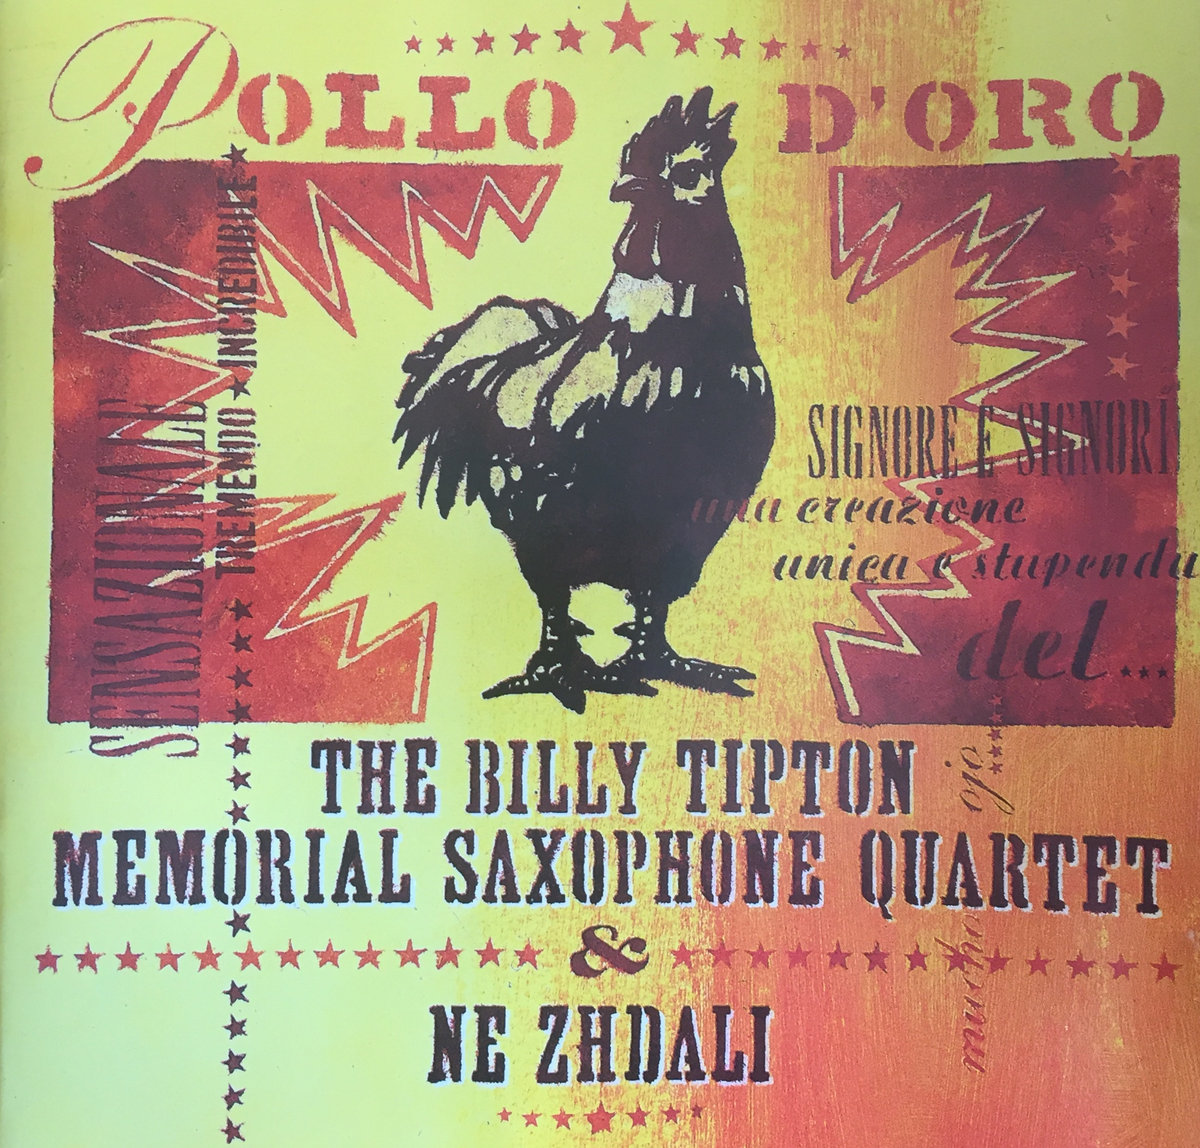 POLLO D'ORO
SENSAZIONALE
TREMENDO ★ INCREDIBILE
SIGNORE E SIGNORI
una creazione
unica e stupenda
del...
THE BILLY TIPTON
MEMORIAL SAXOPHONE QUARTET
&
NE ZHDALI
ojo
mucho